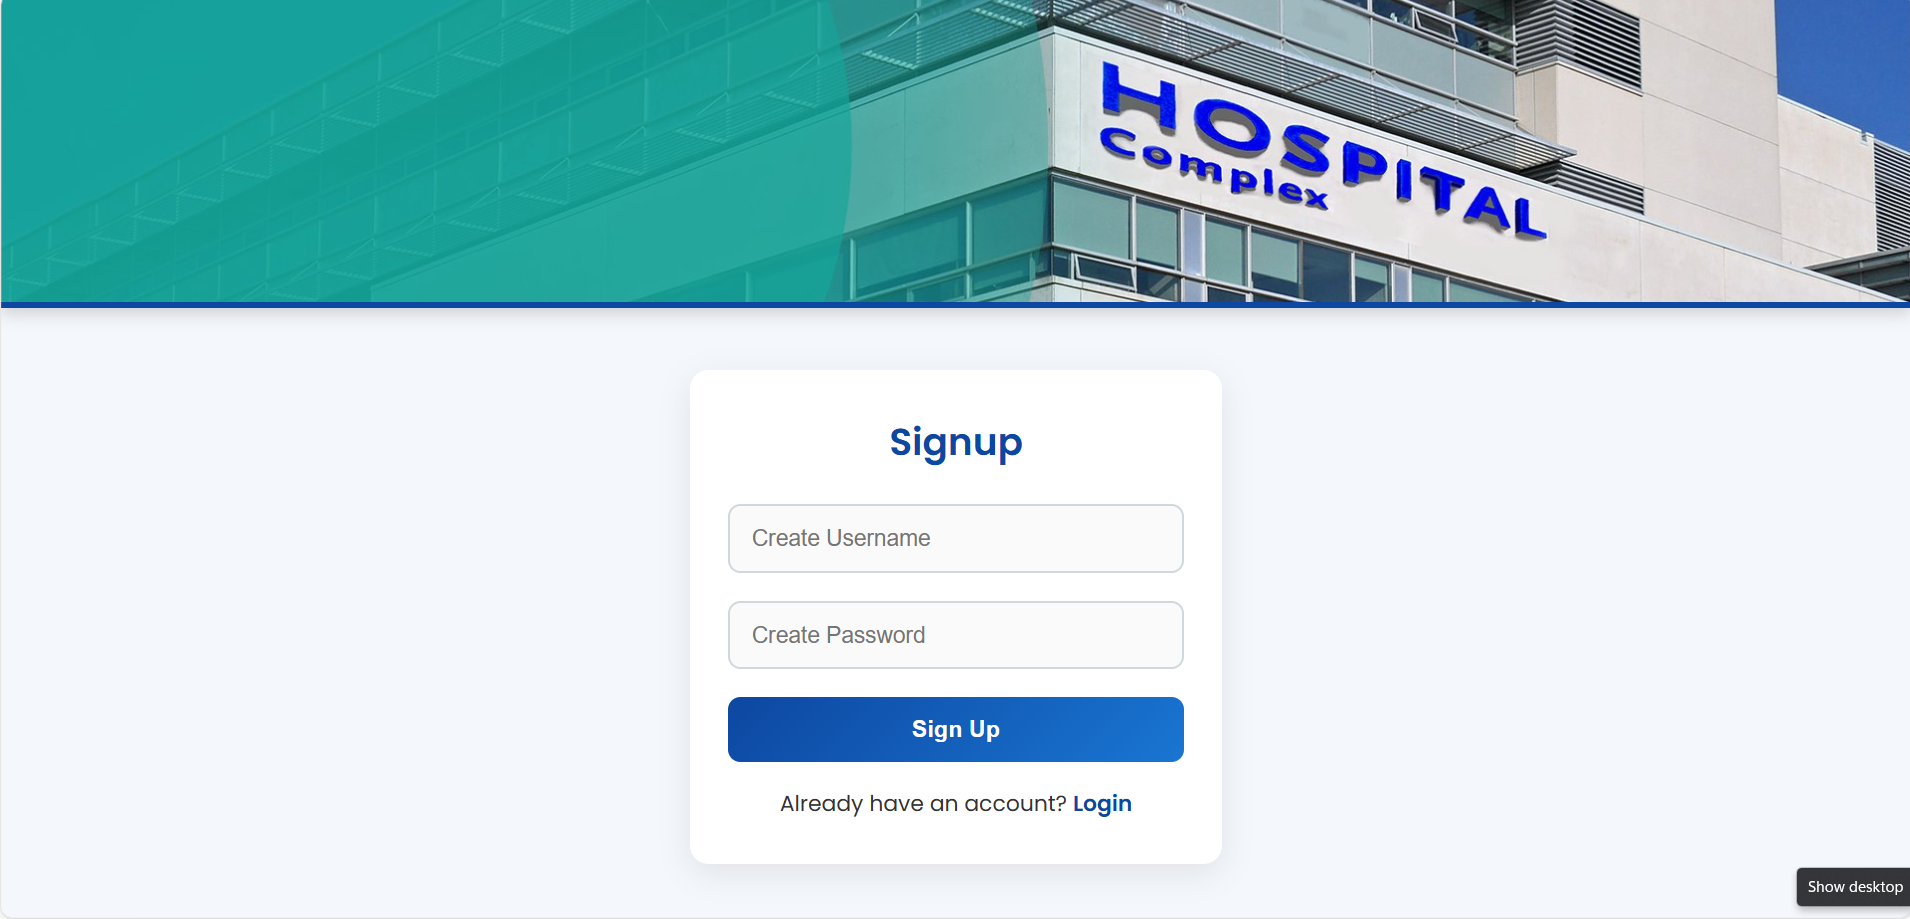 HOSPITAL
Complex
Signup
Create Username
Create Password
Sign Up
Already have an account? Login
Show desktop